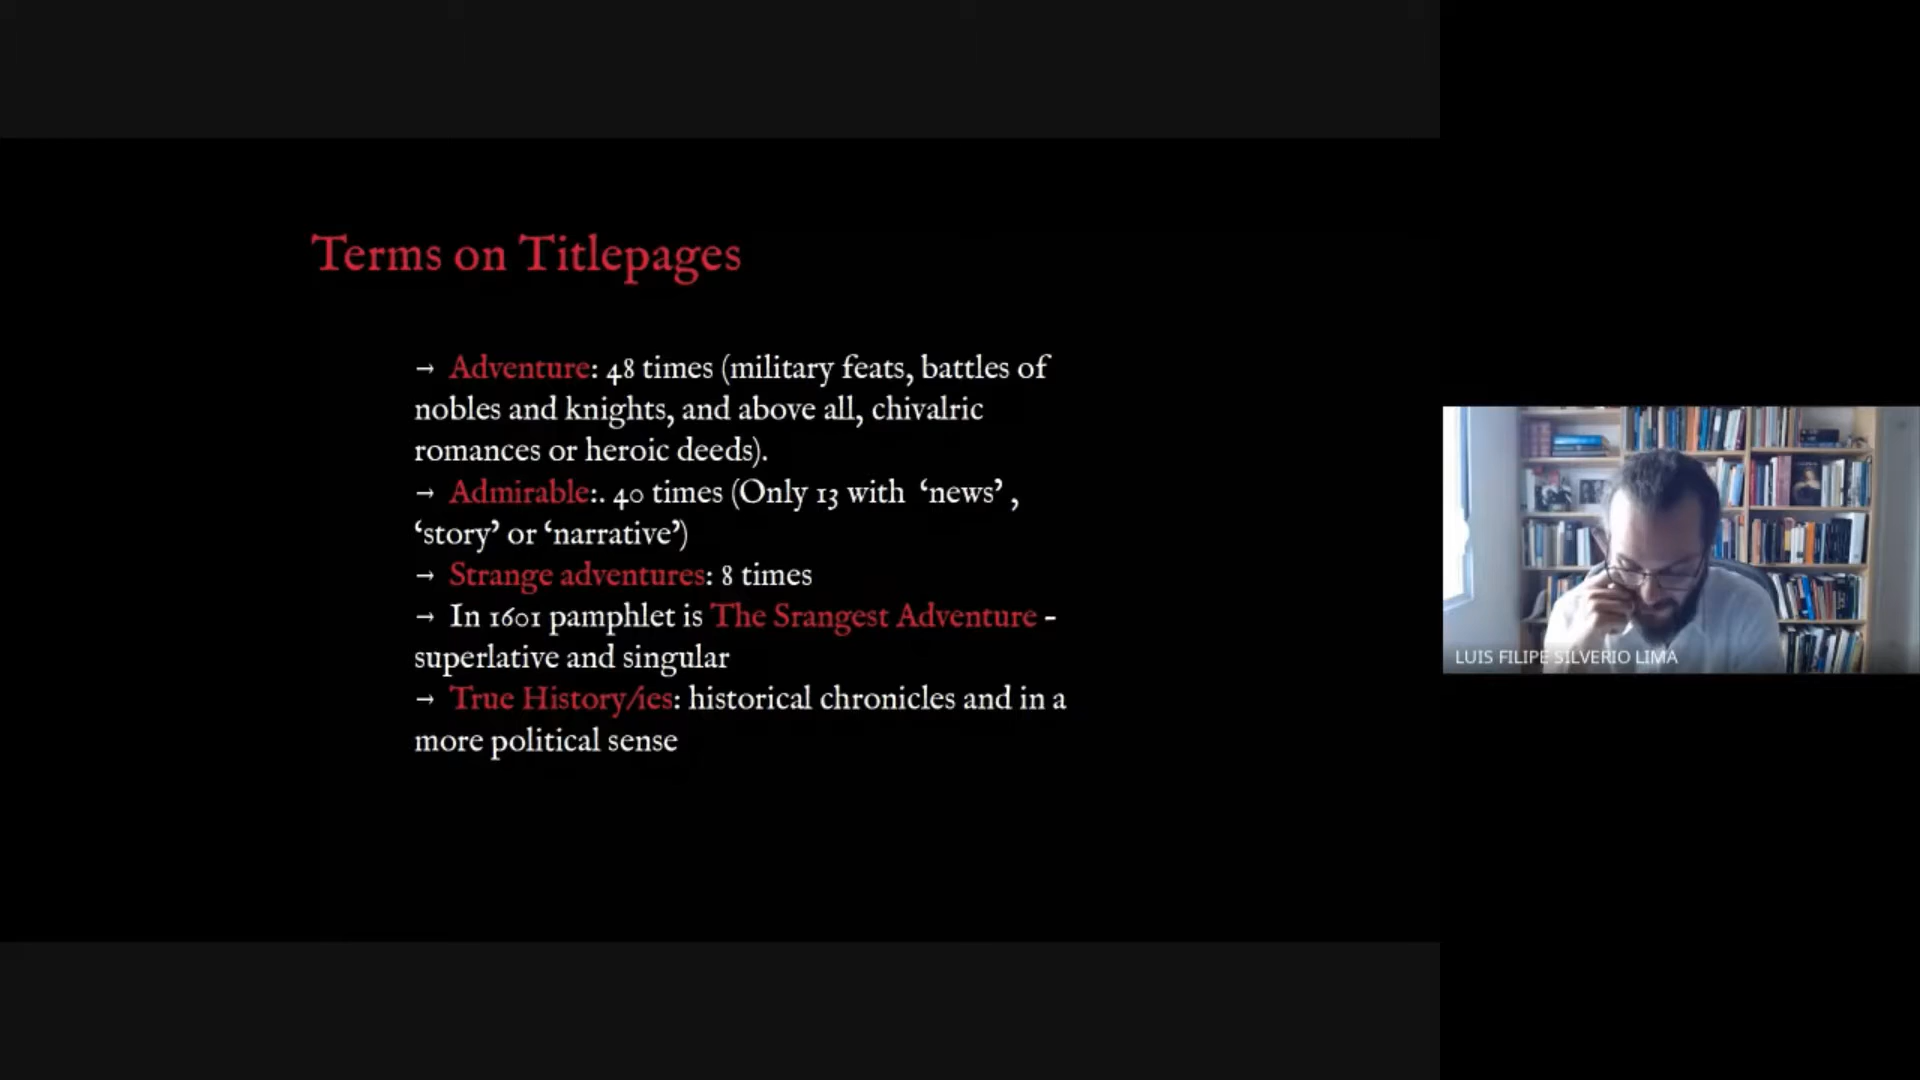 Terms on Titlepages
→ Adventure: 48 times (military feats, battles of
nobles and knights, and above all, chivalric
romances or heroic deeds).
→ Admirable:. 40 times (Only 13 with ‘news’ ,
‘story’ or ‘narrative’)
→ Strange adventures: 8 times
→ In 1601 pamphlet is The Srangest Adventure -
superlative and singular
→ True History/ies: historical chronicles and in a
more political sense
LUIS FILIPE SILVERIO LIMA